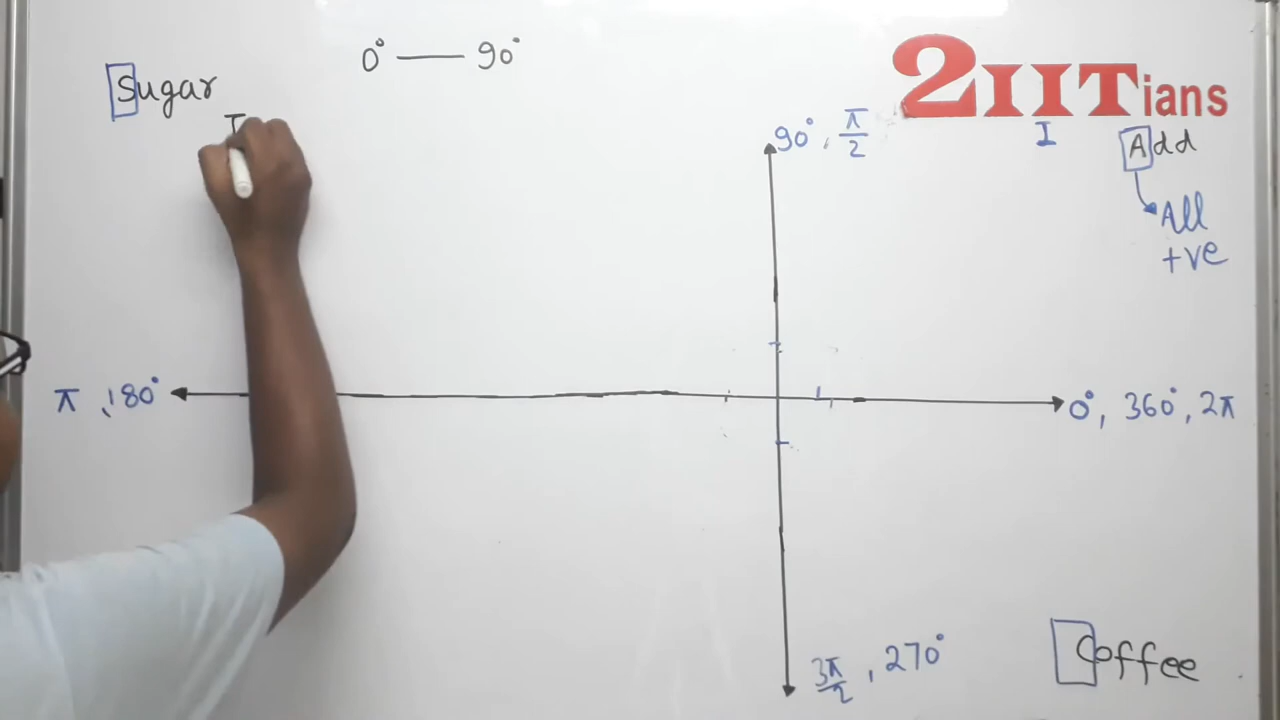 0° — 90°
Sugar
2IITians
I
Add
90°, π/2
All
+ve
π, 180°
0°, 360°, 2π
3π/2, 270°
Coffee